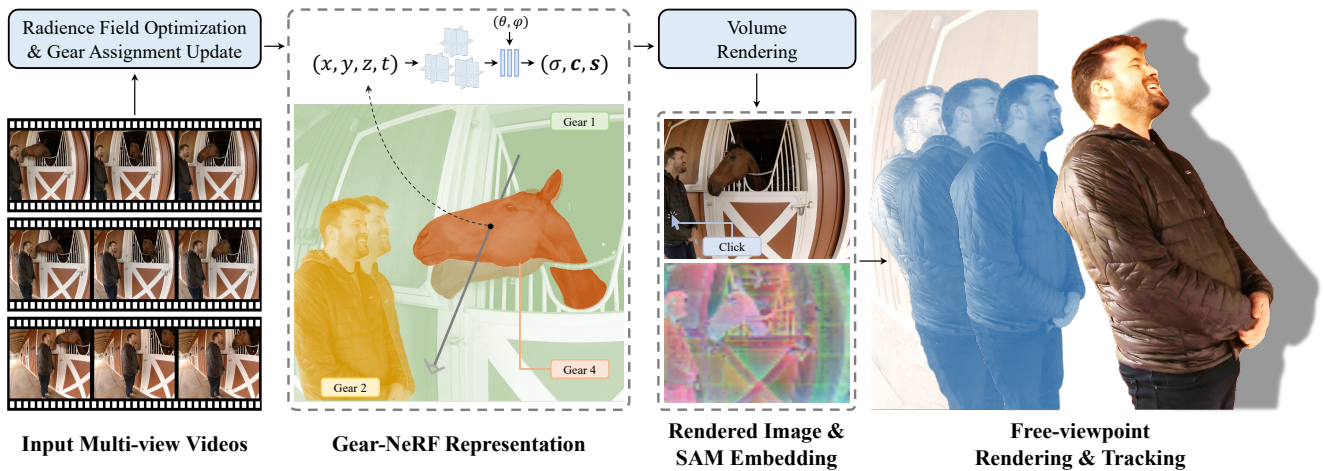 Radience Field Optimization
& Gear Assignment Update
(θ, φ)
(x, y, z, t)
(σ, c, s)
Volume
Rendering
Gear 1
Gear 2
Gear 4
Click
Input Multi-view Videos
Gear-NeRF Representation
Rendered Image &
SAM Embedding
Free-viewpoint
Rendering & Tracking